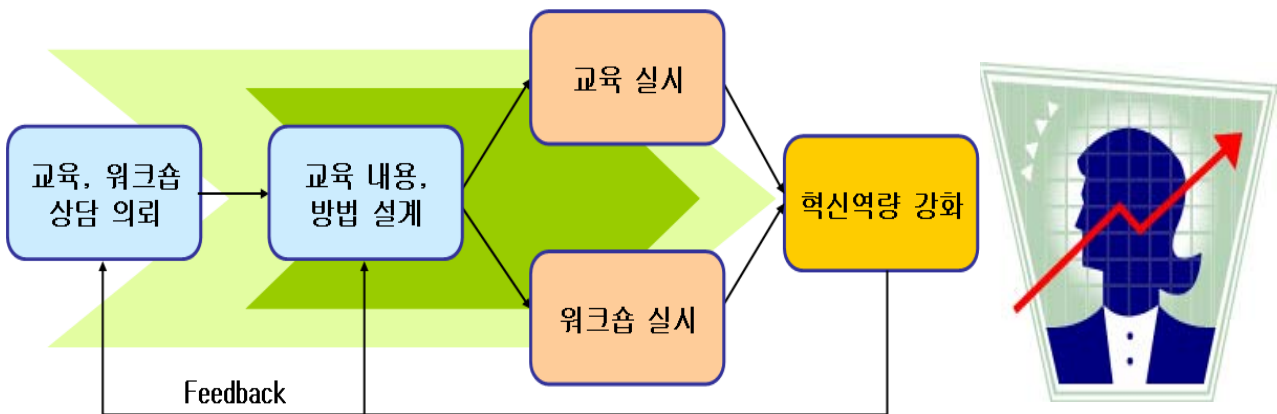 교육, 워크숍
상담 의뢰
교육 내용,
방법 설계
교육 실시
워크숍 실시
혁신역량 강화
Feedback